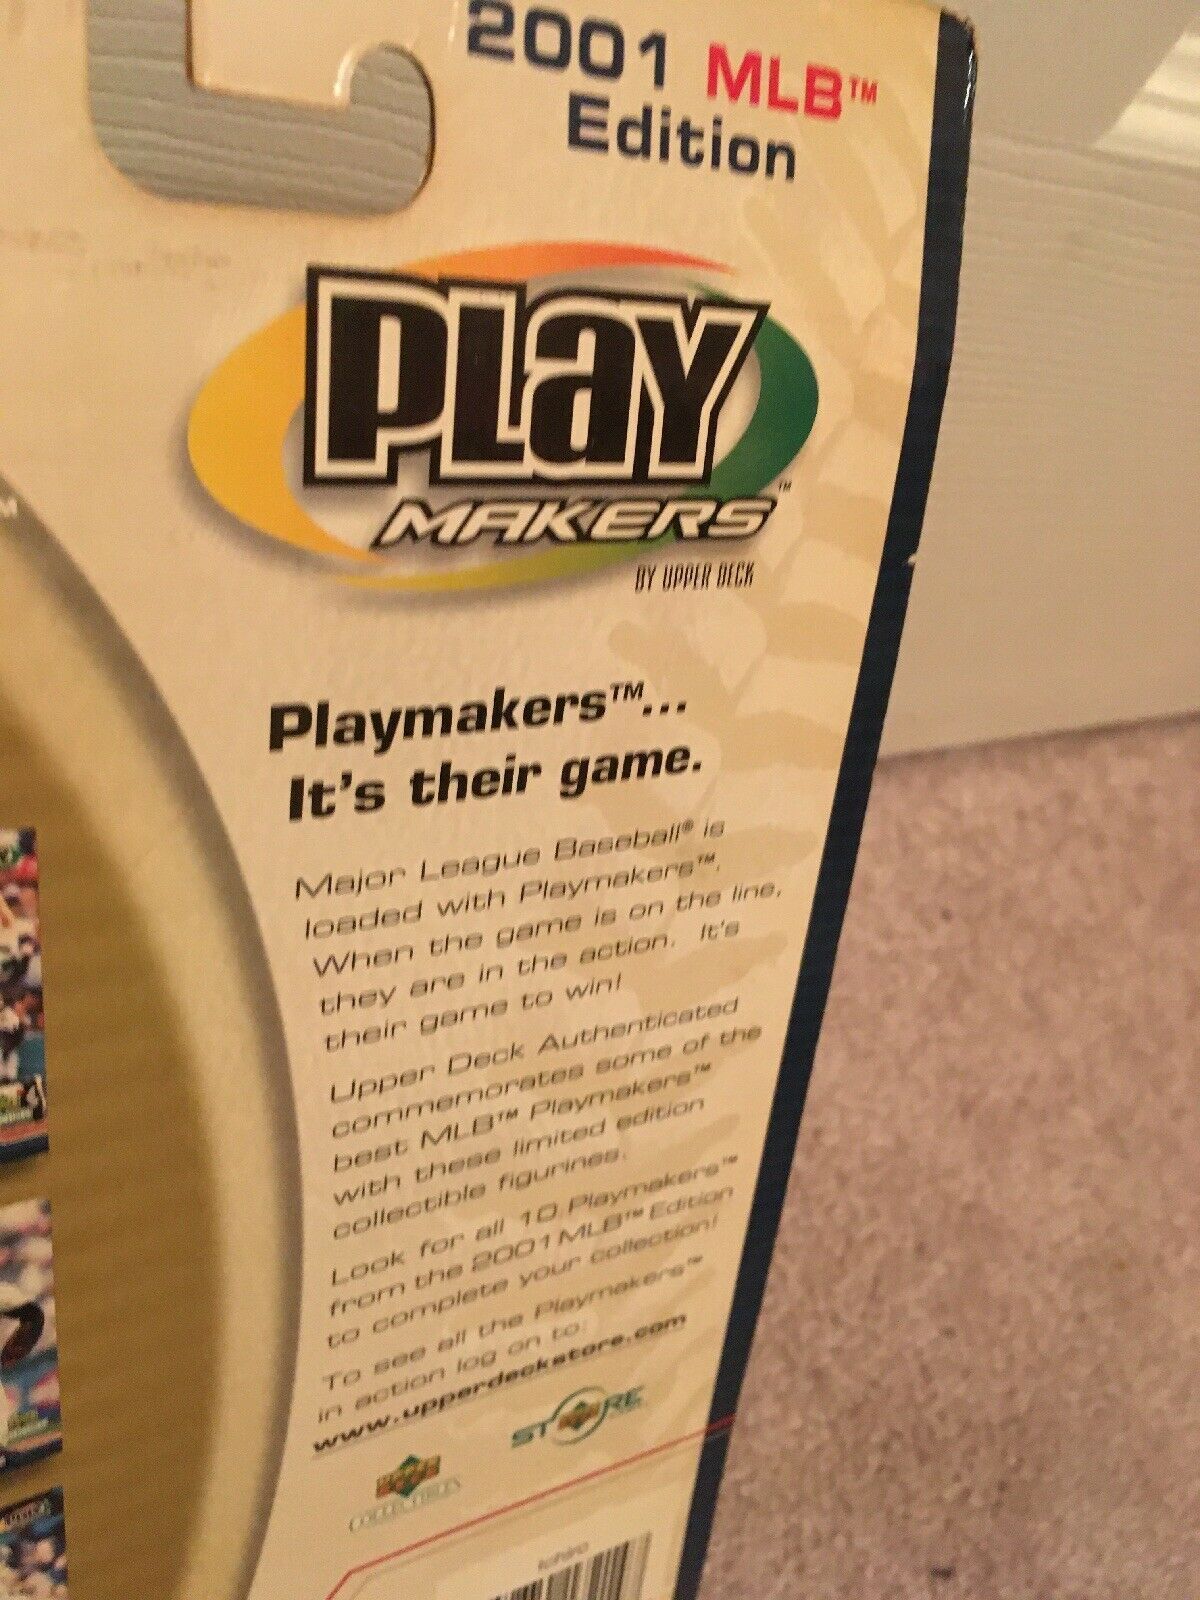 2001 MLB™
Edition
PLAY
MAKERS™
BY UPPER DECK
Playmakers™...
It's their game.
Major League Baseball® is
loaded with Playmakers™.
When the game is on the line,
they are in the action. It's
their game to win!
Upper Deck Authenticated
commemorates some of the
best MLB™ Playmakers™
with these limited edition
collectible figurines.
Look for all 10 Playmakers™
from the 2001 MLB™ Edition
to complete your collection!
To see all the Playmakers™
in action log on to:
www.upperdeckstore.com
STORE
COLLECTIBLES
Ichiro